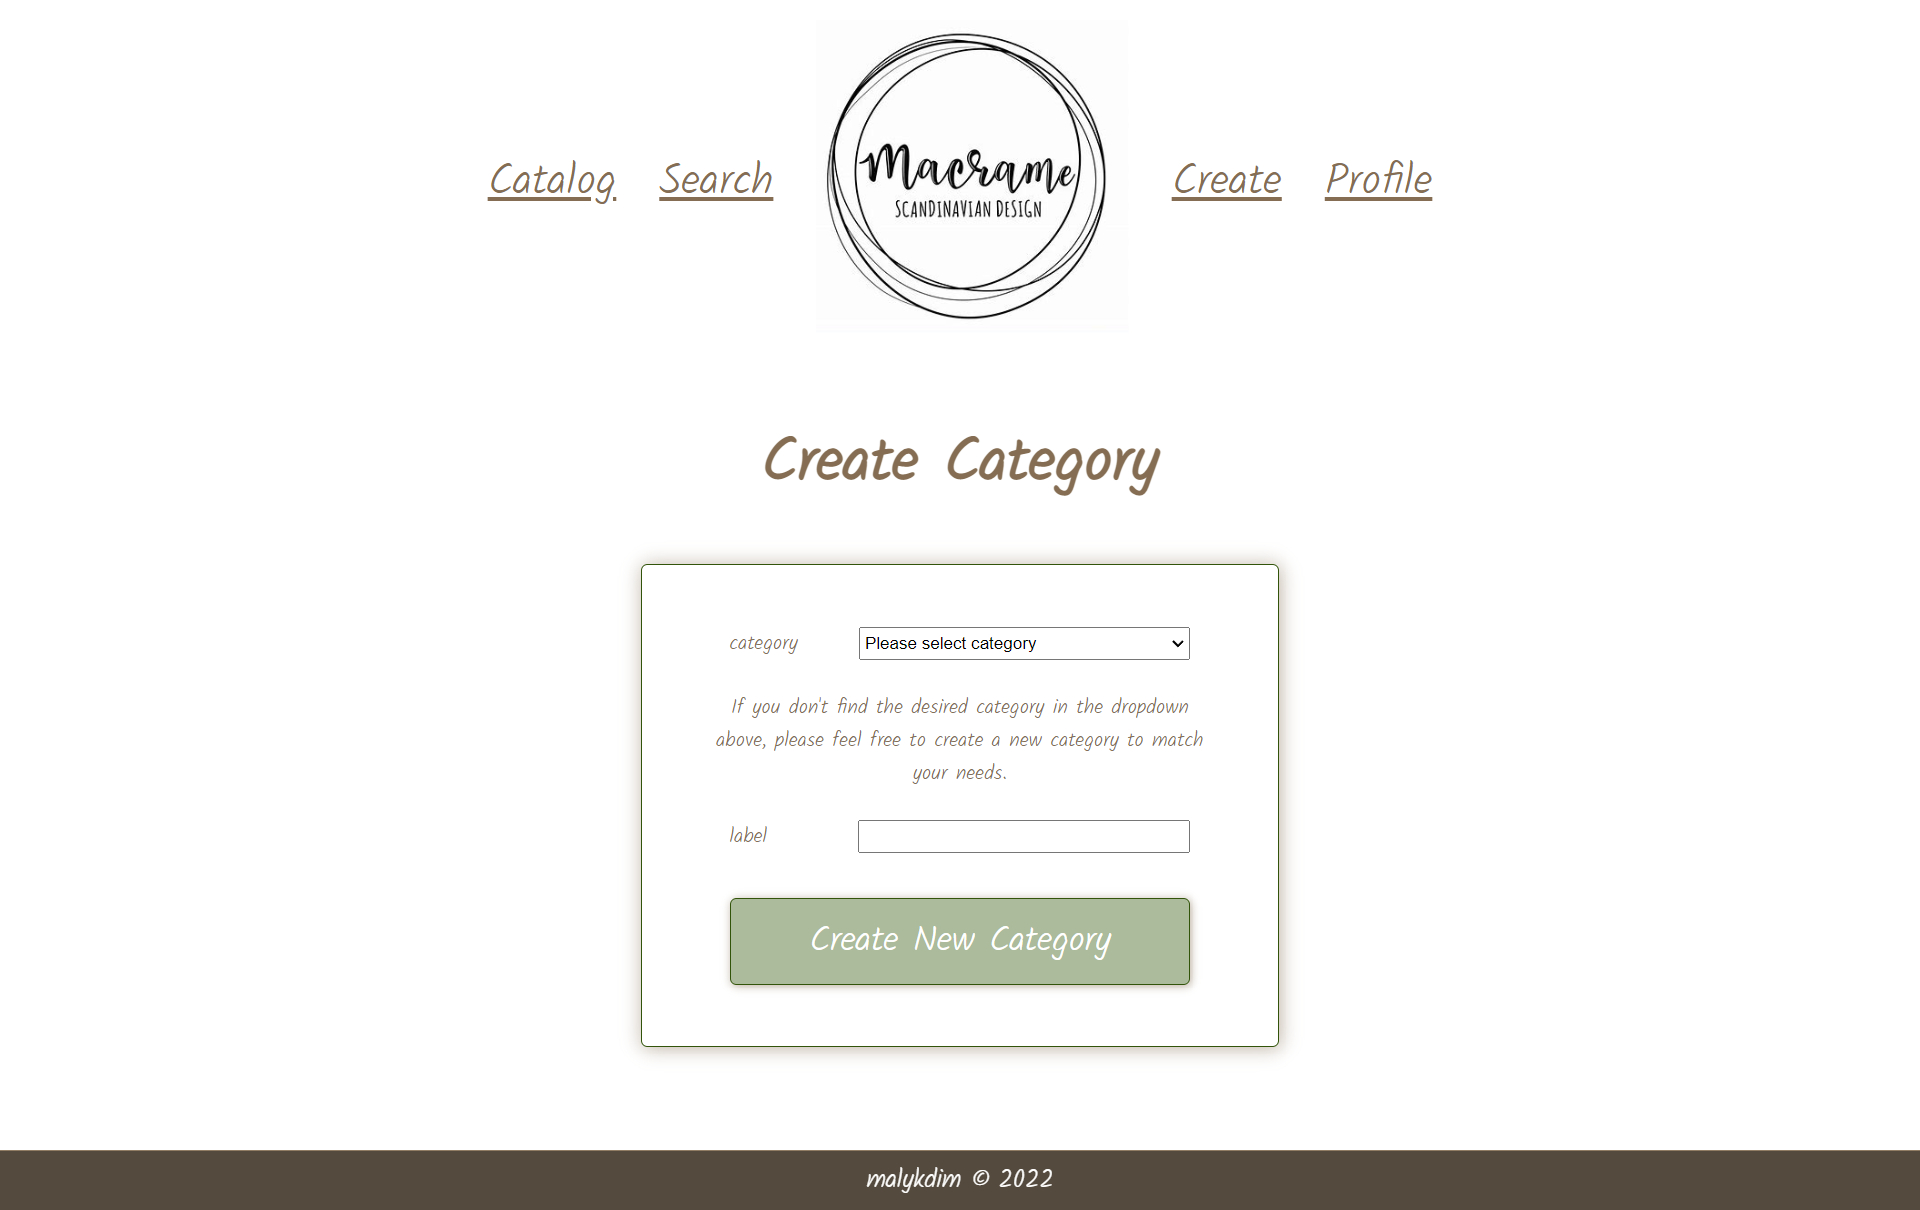 Catalog
Search
Macrame
SCANDINAVIAN DESIGN
Create
Profile
Create Category
category
Please select category
If you don't find the desired category in the dropdown
above, please feel free to create a new category to match
your needs.
label
Create New Category
malykdim © 2022